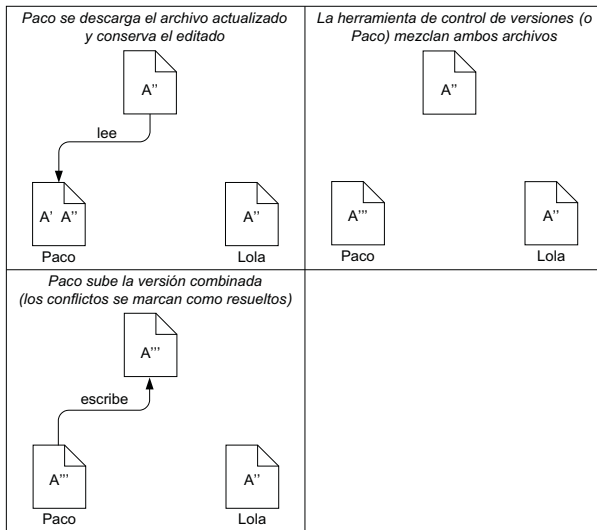 Paco se descarga el archivo actualizado
y conserva el editado
A''
lee
A' A''
A''
Paco
Lola
La herramienta de control de versiones (o
Paco) mezclan ambos archivos
A''
A'''
A''
Paco
Lola
Paco sube la versión combinada
(los conflictos se marcan como resueltos)
A'''
escribe
A'''
A''
Paco
Lola